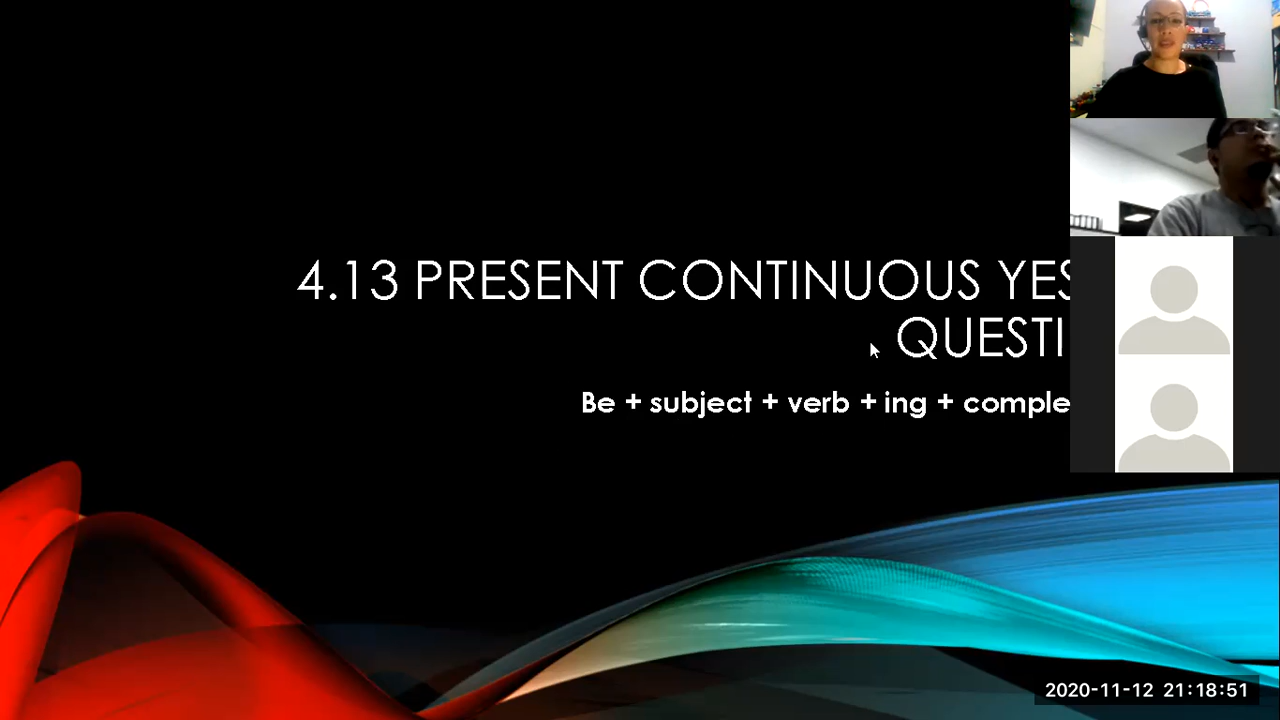 4.13 PRESENT CONTINUOUS YES
QUESTI
Be + subject + verb + ing + comple
2020-11-12 21:18:51